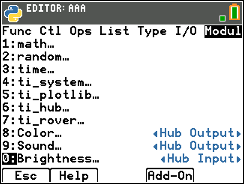 EDITOR: AAA
Func Ctl Ops List Type I/O Modul
1:math…
2:random…
3:time…
4:ti_system…
5:ti_plotlib…
6:ti_hub…
7:ti_rover…
8:Color… ◂Hub Output▸
9:Sound… ◂Hub Output▸
0:Brightness… ◂Hub Input▸
Esc Help Add-On